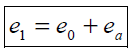 e₁ = e₀ + eₐ